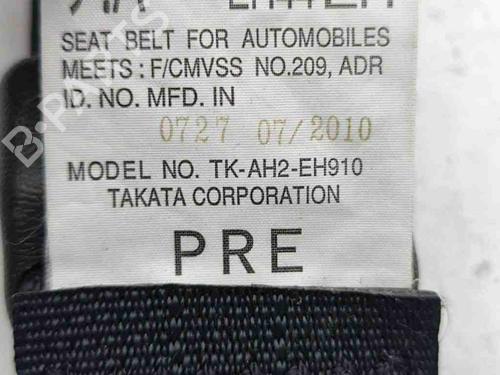 SEAT BELT FOR AUTOMOBILES
MEETS : F/CMVSS NO.209, ADR
ID. NO. MFD. IN
0727 07/2010
MODEL NO. TK-AH2-EH910
TAKATA CORPORATION
PRE
B-PARTS